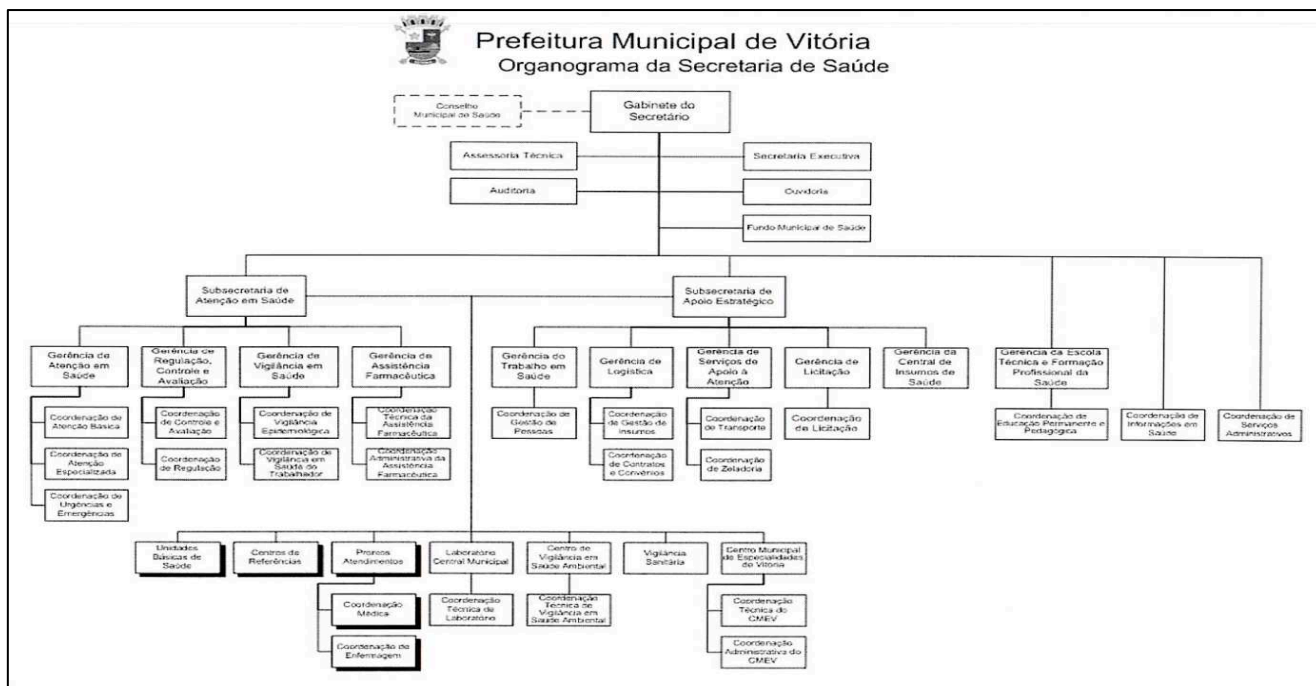 Prefeitura Municipal de Vitória
Organograma da Secretaria de Saúde
Conselho
Municipal de Saúde
Gabinete do
Secretário
Assessoria Técnica
Secretaria Executiva
Auditoria
Ouvidoria
Fundo Municipal de Saúde
Subsecretaria de
Atenção em Saúde
Subsecretaria de
Apoio Estratégico
Gerência de
Atenção em
Saúde
Gerência de
Regulação,
Controle e
Avaliação
Gerência de
Vigilância em
Saúde
Gerência de
Assistência
Farmacêutica
Gerência do
Trabalho em
Saúde
Gerência de
Logística
Gerência de
Serviços de
Apoio à
Atenção
Gerência de
Licitação
Gerência da
Central de
Insumos de
Saúde
Gerência da Escola
Técnica e Formação
Profissional da
Saúde
Coordenação de
Atenção Básica
Coordenação
de Controle e
Avaliação
Coordenação
de Vigilância
Epidemiológica
Coordenação
Técnica da
Assistência
Farmacêutica
Coordenação de
Gestão de
Pessoas
Coordenação
de Gestão de
Insumos
Coordenação
de Transporte
Coordenação
de Licitação
Coordenação de
Educação Permanente e
Pedagógica
Coordenação de
Informações em
Saúde
Coordenação de
Serviços
Administrativos
Coordenação
de Atenção
Especializada
Coordenação
de Regulação
Coordenação
de Vigilância em
Saúde do
Trabalhador
Coordenação
Administrativa da
Assistência
Farmacêutica
Coordenação
de Contratos
e Convênios
Coordenação
de Zeladoria
Coordenação de
Urgências e
Emergências
Unidades
Básicas de
Saúde
Centros de
Referências
Prontos
Atendimentos
Laboratório
Central Municipal
Centro de
Vigilância em
Saúde Ambiental
Vigilância
Sanitária
Centro Municipal
de Especialidades
de Vitória
Coordenação
Médica
Coordenação
Técnica de
Laboratório
Coordenação
Técnica de
Vigilância em
Saúde Ambiental
Coordenação
Técnica do
CMEV
Coordenação de
Enfermagem
Coordenação
Administrativa do
CMEV